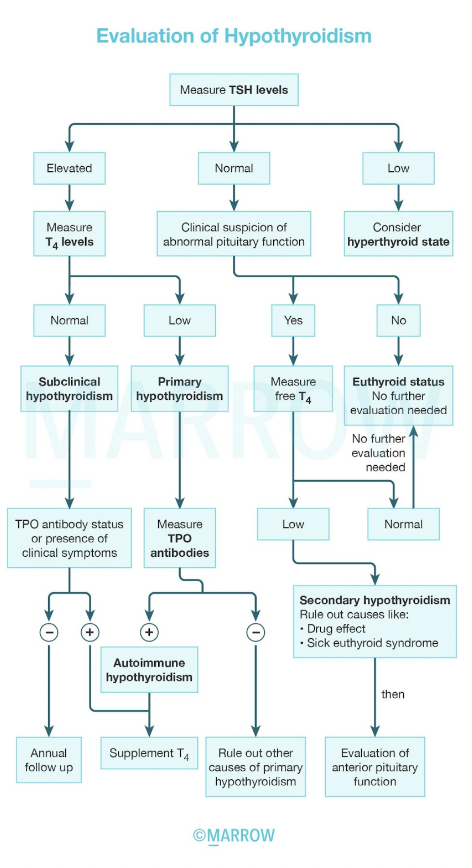 Evaluation of Hypothyroidism
Measure TSH levels
Elevated
Normal
Low
Measure
T4 levels
Clinical suspicion of
abnormal pituitary function
Consider
hyperthyroid state
Normal
Low
Yes
No
Subclinical
hypothyroidism
Primary
hypothyroidism
Measure
free T4
Euthyroid status
No further
evaluation needed
MARROW
No further
evaluation
needed
TPO antibody status
or presence of
clinical symptoms
Measure
TPO
antibodies
Low
Normal
Secondary hypothyroidism
Rule out causes like:
• Drug effect
• Sick euthyroid syndrome
−
+
+
−
Autoimmune
hypothyroidism
then
Annual
follow up
Supplement T4
Rule out other
causes of primary
hypothyroidism
Evaluation of
anterior pituitary
function
©MARROW